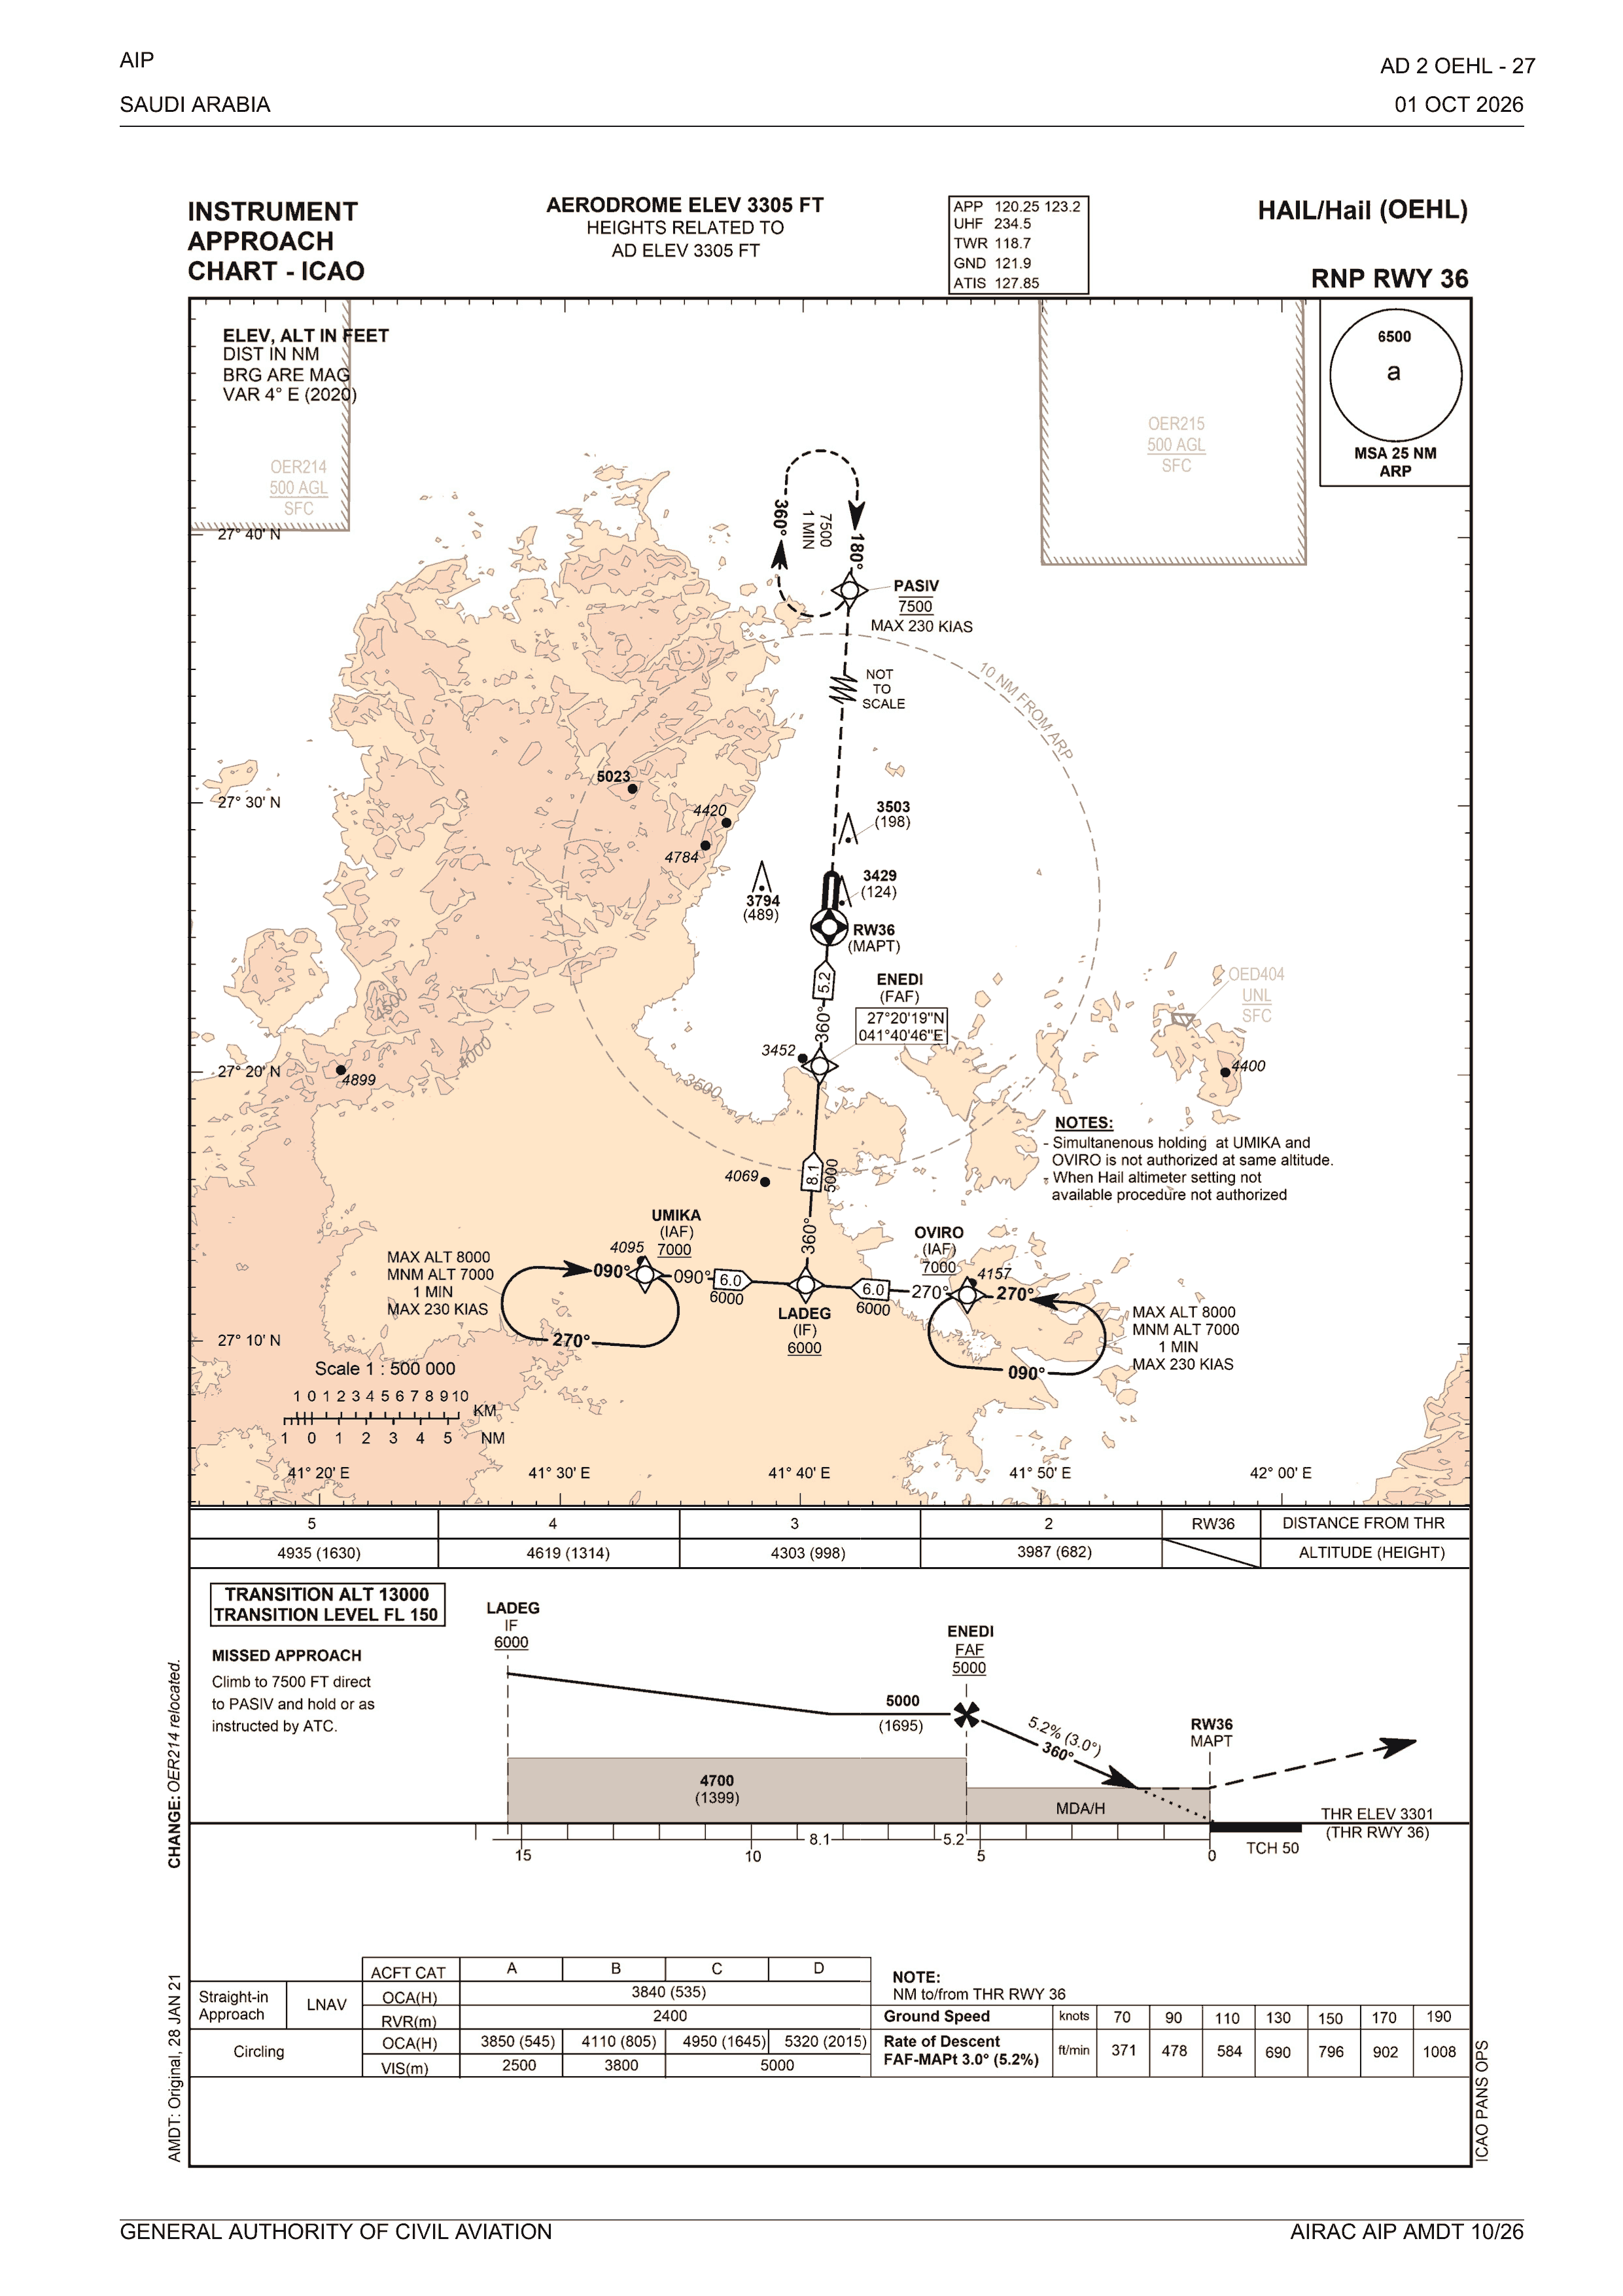 AIP
AD 2 OEHL - 27
SAUDI ARABIA
01 OCT 2026
INSTRUMENT
APPROACH
CHART - ICAO
AERODROME ELEV 3305 FT
HEIGHTS RELATED TO
AD ELEV 3305 FT
APP 120.25 123.2
UHF 234.5
TWR 118.7
GND 121.9
ATIS 127.85
HAIL/Hail (OEHL)
RNP RWY 36
ELEV, ALT IN FEET
DIST IN NM
BRG ARE MAG
VAR 4° E (2020)
OER214
500 AGL
SFC
OER215
500 AGL
SFC
6500
a
MSA 25 NM
ARP
27° 40' N
360°
7500
1 MIN
180°
PASIV
7500
MAX 230 KIAS
NOT
TO
SCALE
10 NM FROM ARP
5023
27° 30' N
4420
4784
3503
(198)
3794
(489)
3429
(124)
RW36
(MAPT)
5.2
360°
ENEDI
(FAF)
27°20'19"N
041°40'46"E
OED404
UNL
SFC
4500
4000
3500
3452
27° 20' N
4899
4400
NOTES:
- Simultanenous holding at UMIKA and
OVIRO is not authorized at same altitude.
- When Hail altimeter setting not
available procedure not authorized
4069
8.1
5000
360°
UMIKA
(IAF)
7000
4095
MAX ALT 8000
MNM ALT 7000
1 MIN
MAX 230 KIAS
090°
090°
6.0
6000
270°
LADEG
(IF)
6000
OVIRO
(IAF)
7000
4157
6.0
6000
270°
270°
090°
MAX ALT 8000
MNM ALT 7000
1 MIN
MAX 230 KIAS
27° 10' N
Scale 1 : 500 000
1 0 1 2 3 4 5 6 7 8 9 10
KM
1 0 1 2 3 4 5 NM
41° 20' E 41° 30' E 41° 40' E 41° 50' E 42° 00' E
5 4 3 2 RW36 DISTANCE FROM THR
4935 (1630) 4619 (1314) 4303 (998) 3987 (682) ALTITUDE (HEIGHT)
TRANSITION ALT 13000
TRANSITION LEVEL FL 150
MISSED APPROACH
Climb to 7500 FT direct
to PASIV and hold or as
instructed by ATC.
LADEG
IF
6000
ENEDI
FAF
5000
5000
(1695)
5.2% (3.0°)
360°
RW36
MAPT
4700
(1399)
MDA/H
THR ELEV 3301
(THR RWY 36)
TCH 50
8.1 5.2
15 10 5 0
CHANGE: OER214 relocated.
AMDT: Original, 28 JAN 21
ACFT CAT A B C D
Straight-in
Approach
LNAV
OCA(H) 3840 (535)
RVR(m) 2400
Circling
OCA(H) 3850 (545) 4110 (805) 4950 (1645) 5320 (2015)
VIS(m) 2500 3800 5000
NOTE:
NM to/from THR RWY 36
Ground Speed knots 70 90 110 130 150 170 190
Rate of Descent
FAF-MAPt 3.0° (5.2%)
ft/min 371 478 584 690 796 902 1008
ICAO PANS OPS
GENERAL AUTHORITY OF CIVIL AVIATION
AIRAC AIP AMDT 10/26